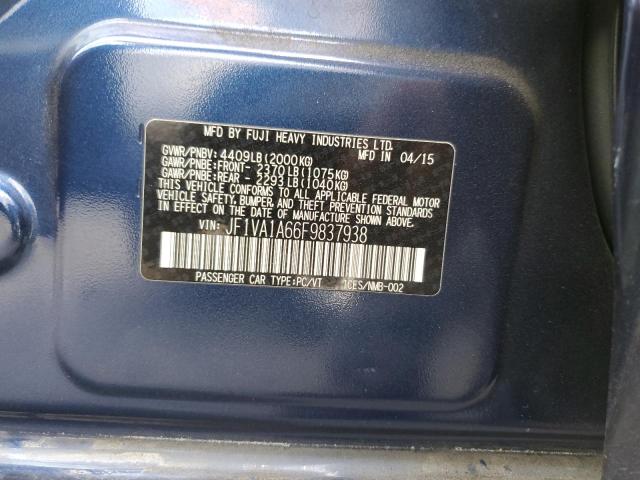 MFD BY FUJI HEAVY INDUSTRIES LTD.
GVWR/PNBV: 4409LB(2000KG) MFD IN 04/15
GAWR/PNBE:FRONT- 2370LB(1075KG)
GAWR/PNBE:REAR - 2293LB(1040KG)
THIS VEHICLE CONFORMS TO ALL APPLICABLE FEDERAL MOTOR
VEHICLE SAFETY, BUMPER, AND THEFT PREVENTION
STANDARDS IN EFFECT ON THE DATE OF MANUFACTURE SHOWN ABOVE.
VIN: JF1VA1A66F9837938
PASSENGER CAR TYPE:PC/VT ICES/NMB-002